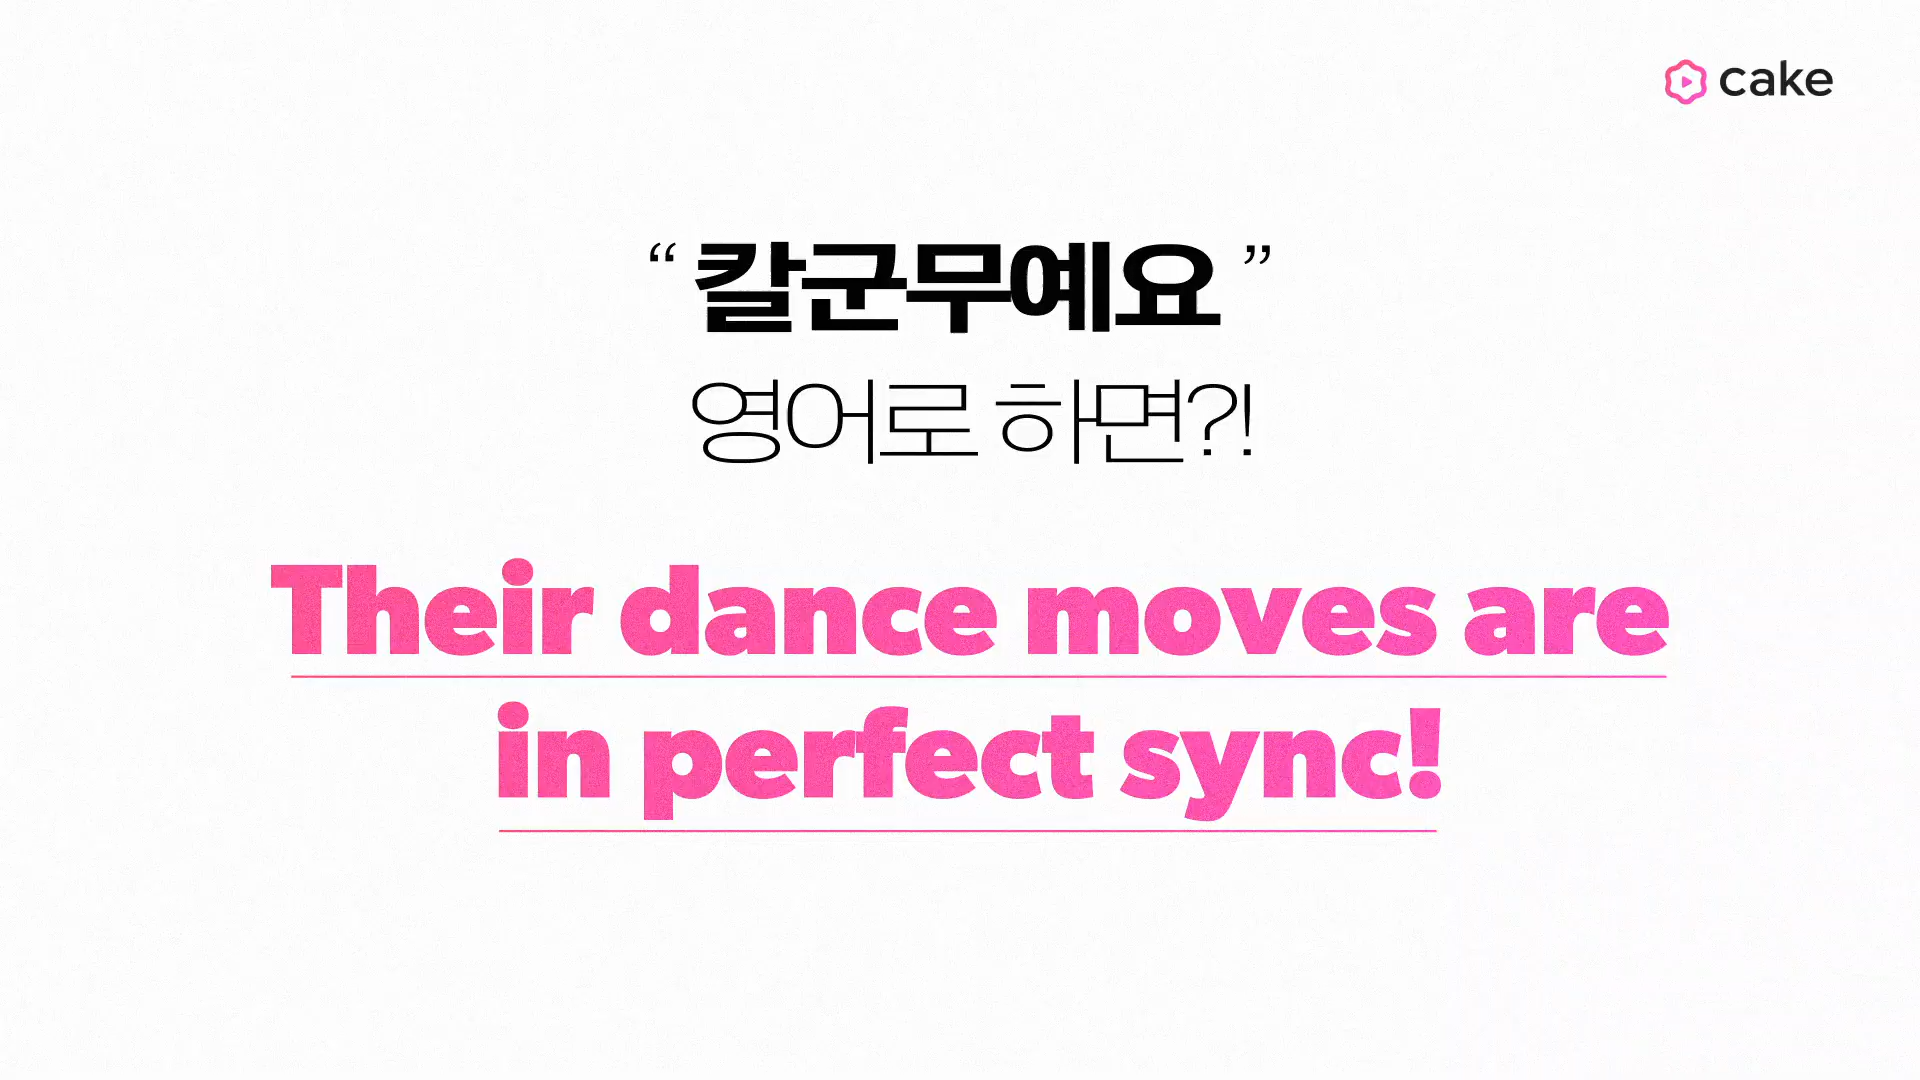 cake
“ 칼군무예요 ”
영어로 하면?!
Their dance moves are
in perfect sync!